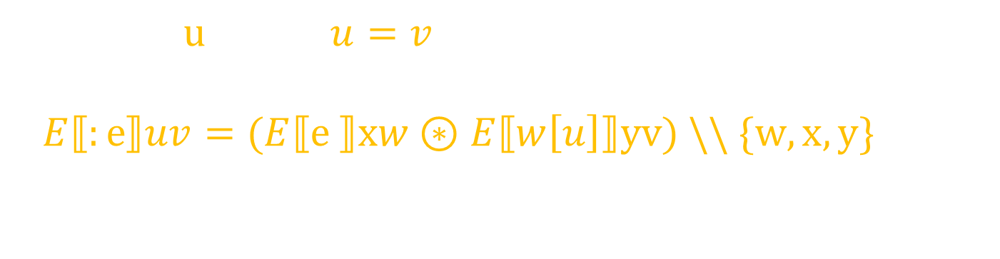 u u = v
E⟦: e⟧uv = (E⟦e ⟧xw ⊛ E⟦w[u]⟧yv) \\ {w, x, y}